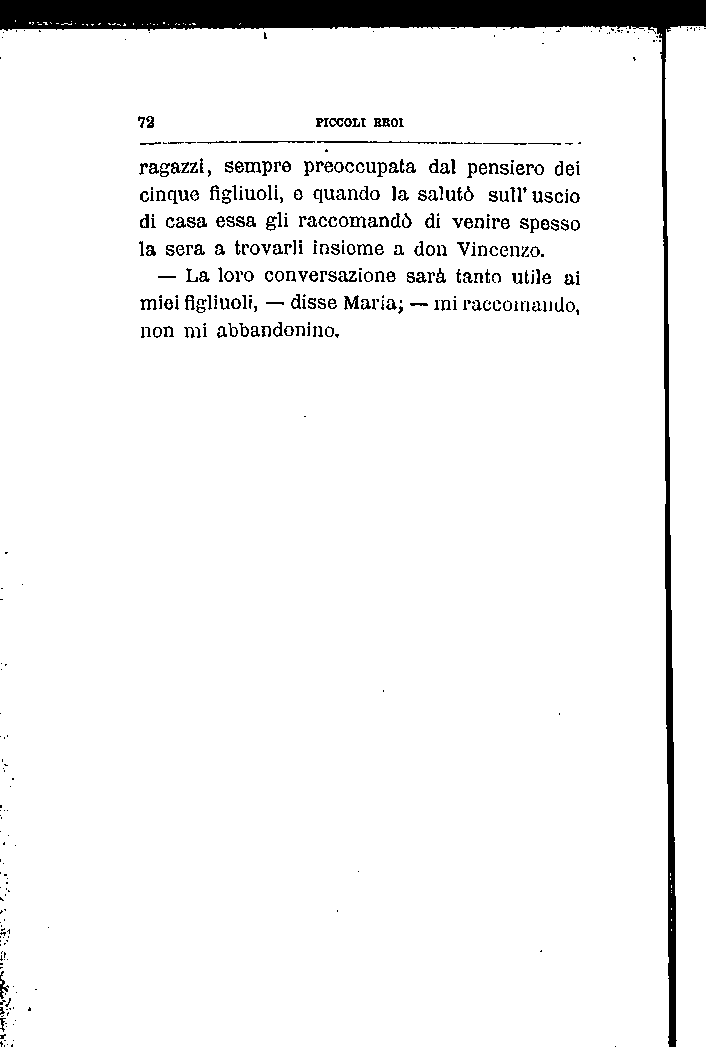 72 PICCOLI EROI
ragazzi, sempre preoccupata dal pensiero dei
cinque figliuoli, e quando la salutò sull'uscio
di casa essa gli raccomandò di venire spesso
la sera a trovarli insieme a don Vincenzo.
— La loro conversazione sarà tanto utile ai
miei figliuoli, — disse Maria; — mi raccomando,
non mi abbandonino.